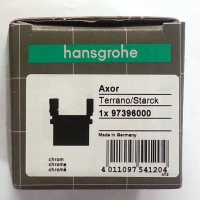 hansgrohe
Axor
Terrano/Starck
1x 97396000
Made in Germany
chrom
chrome
chromé
4 011097 541204